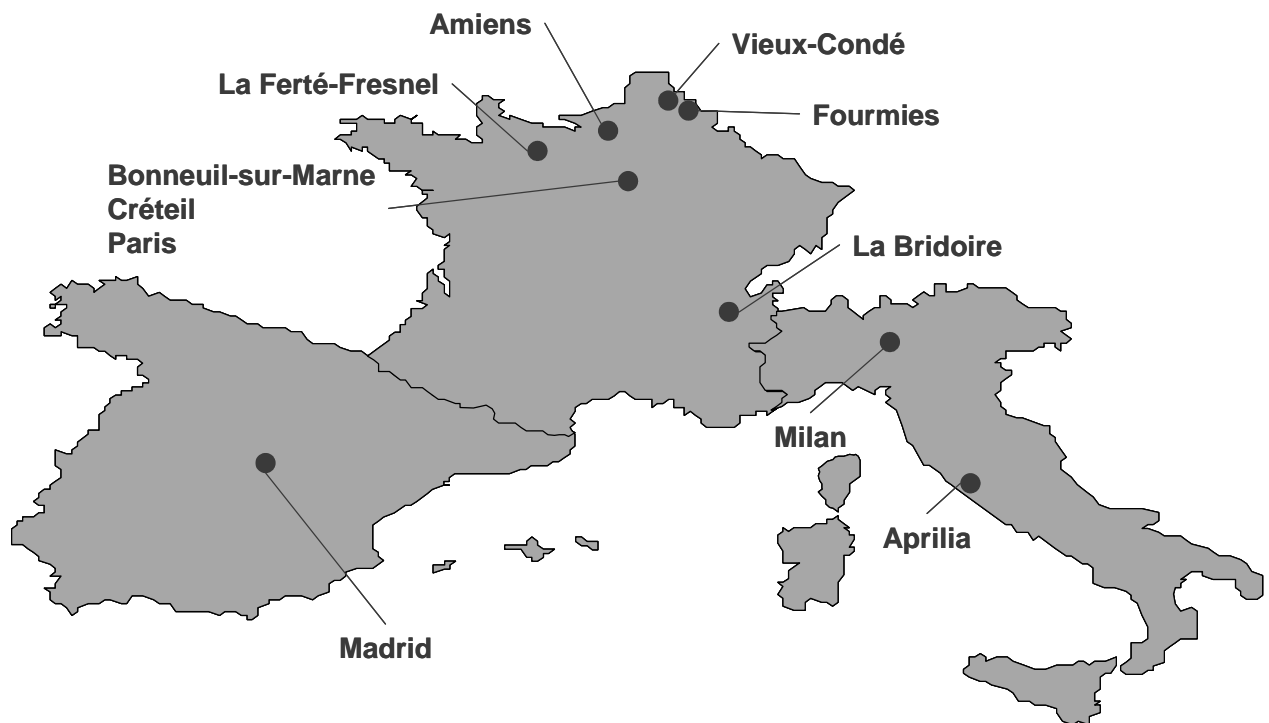 Amiens
Vieux-Condé
La Ferté-Fresnel
Fourmies
Bonneuil-sur-Marne
Créteil
Paris
La Bridoire
Milan
Aprilia
Madrid